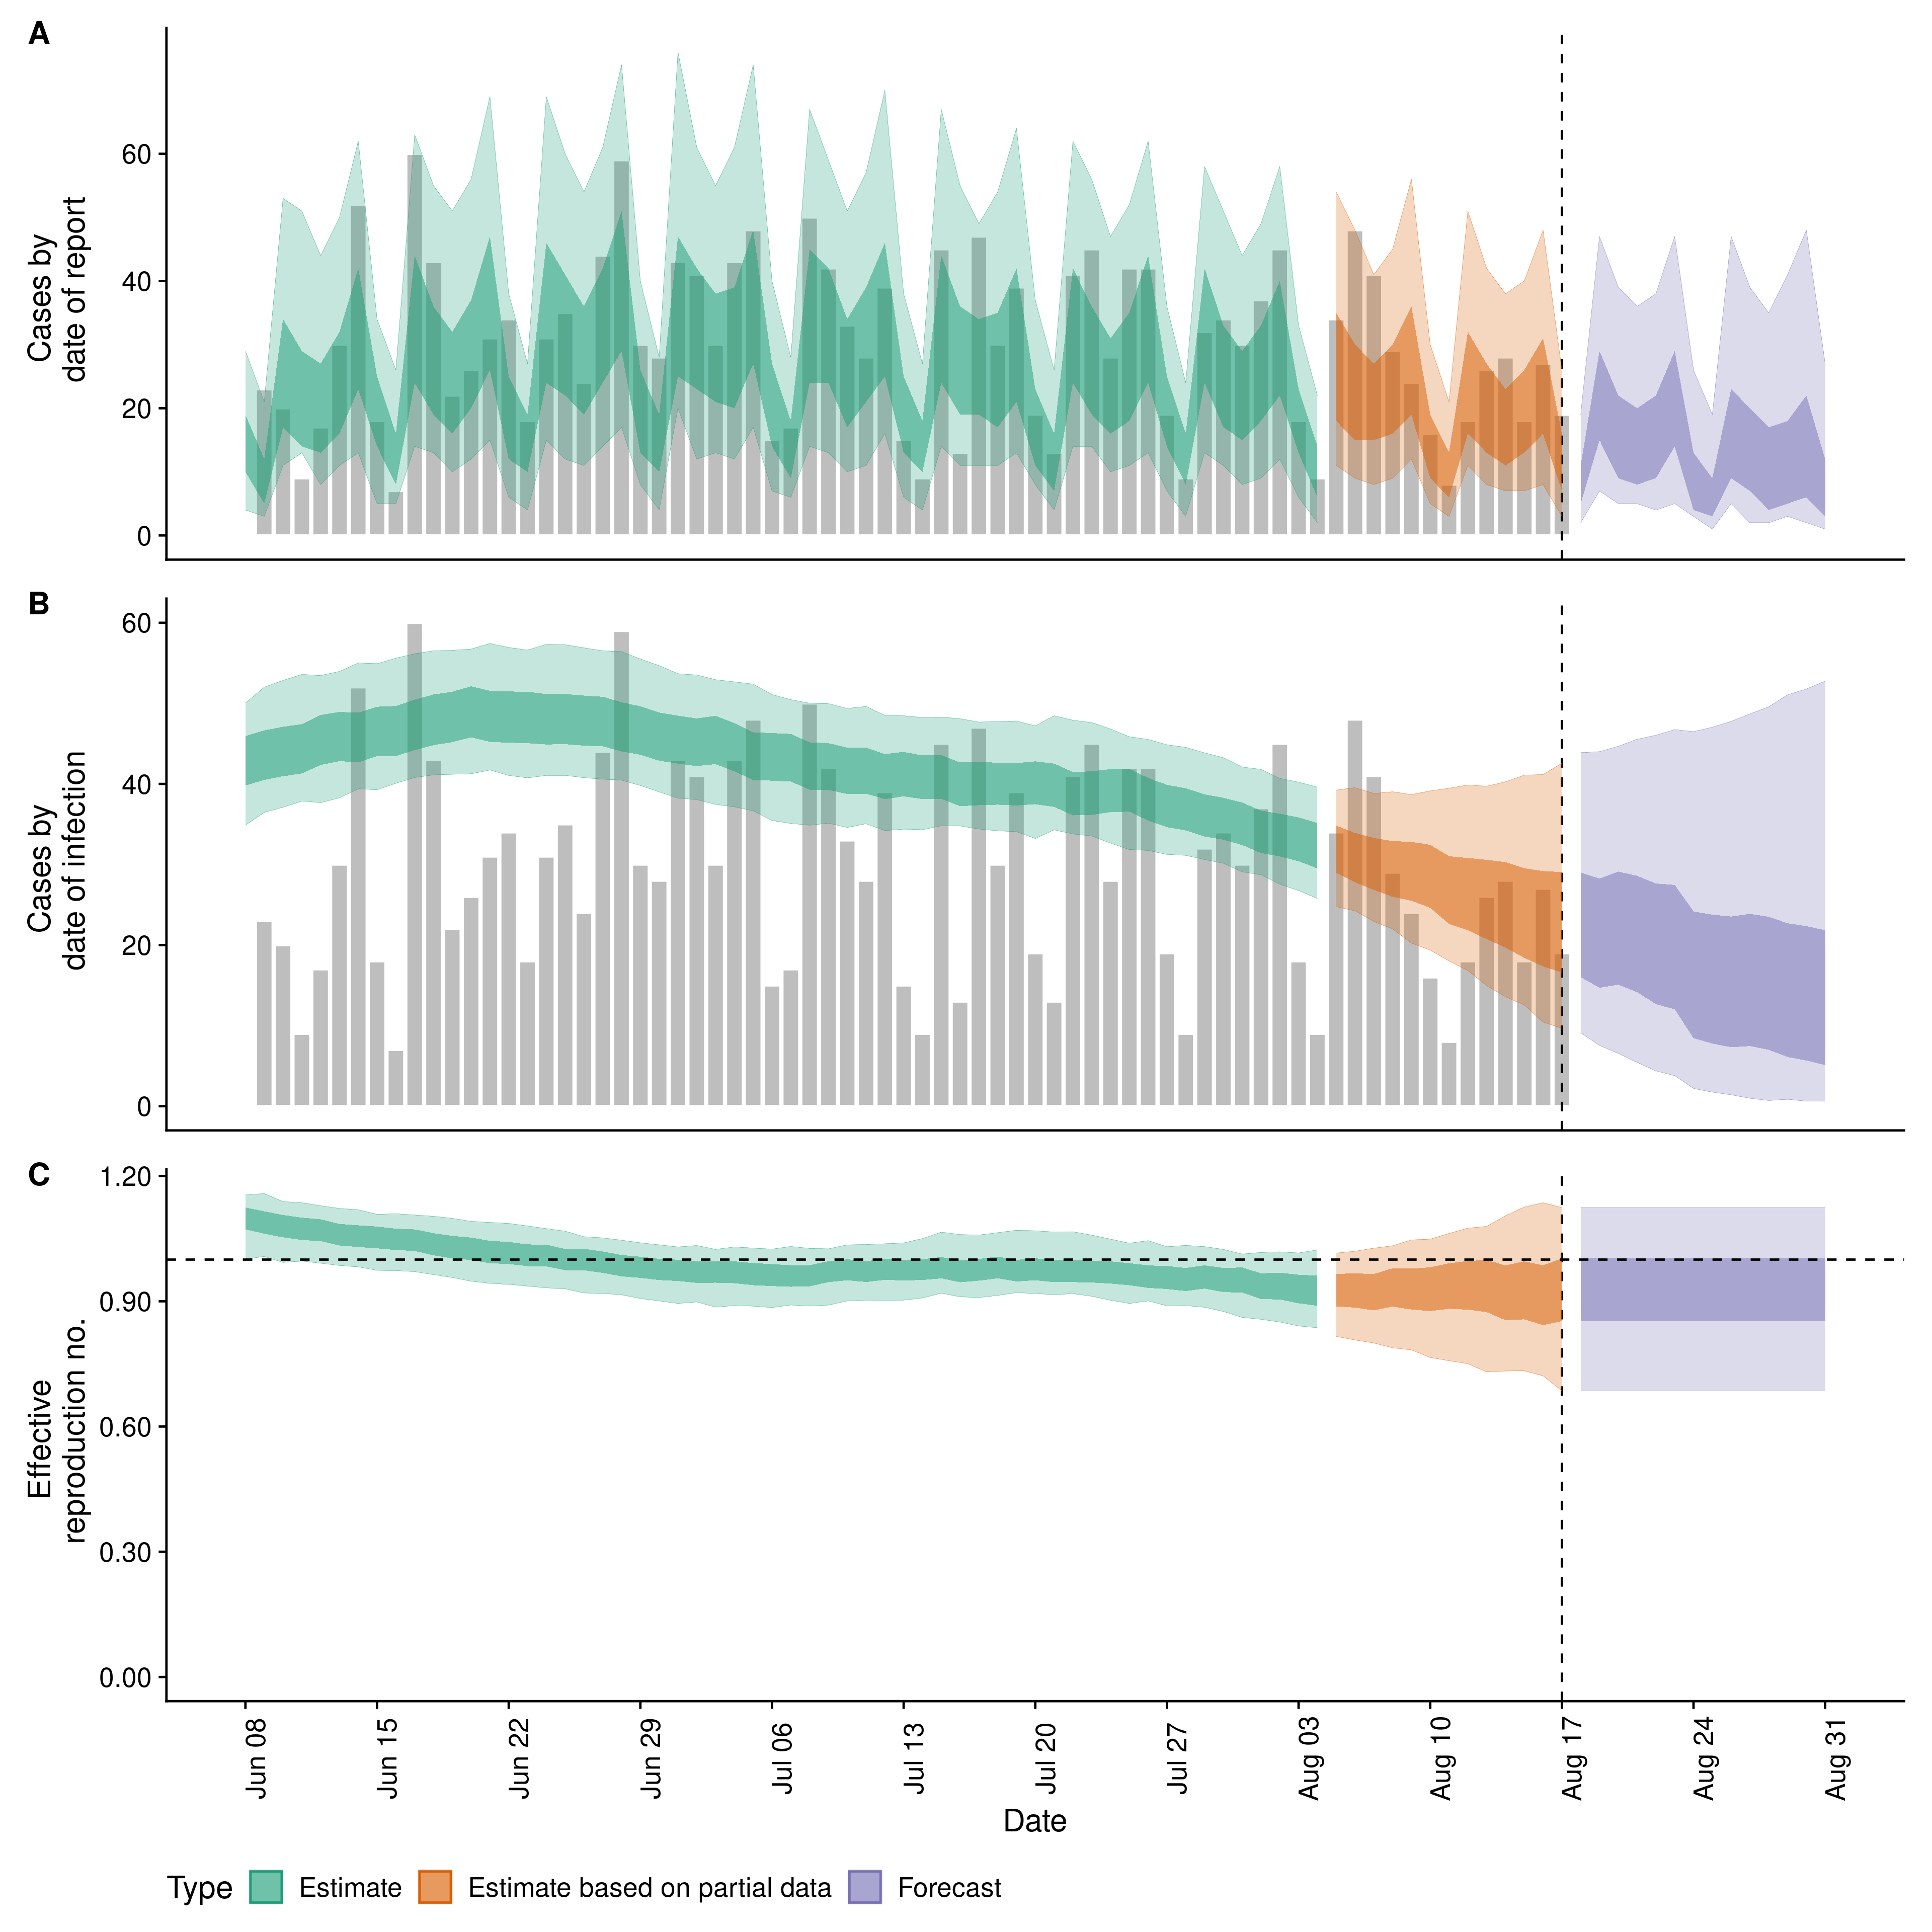 A
Cases by
date of report
60
40
20
0
B
Cases by
date of infection
60
40
20
0
C
Effective
reproduction no.
1.20
0.90
0.60
0.30
0.00
Jun 08
Jun 15
Jun 22
Jun 29
Jul 06
Jul 13
Jul 20
Jul 27
Aug 03
Aug 10
Aug 17
Aug 24
Aug 31
Date
Type Estimate Estimate based on partial data Forecast